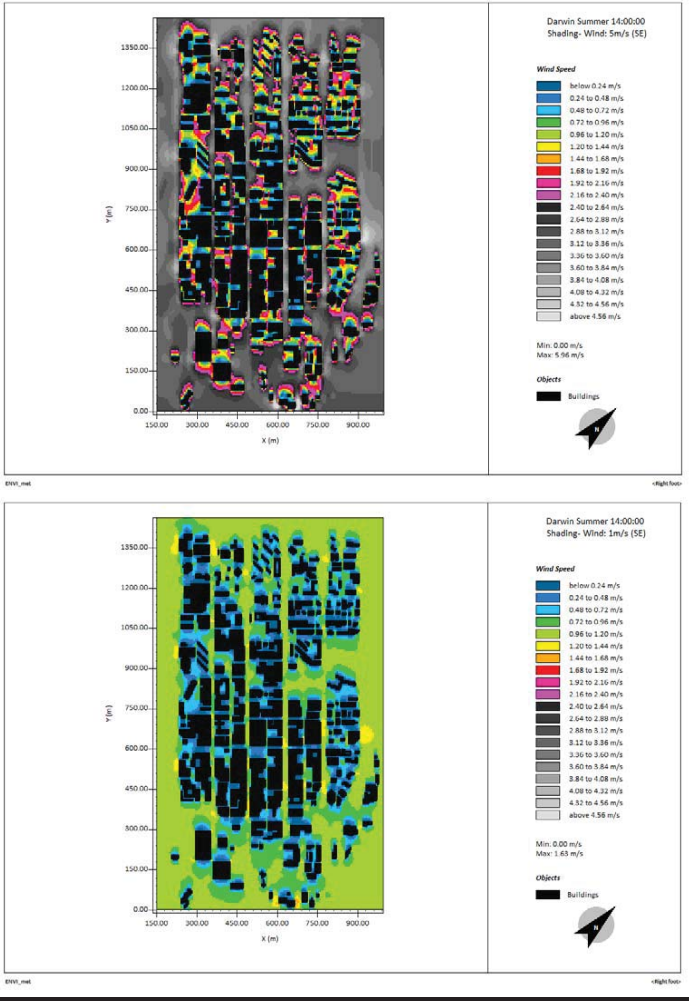 Darwin Summer 14:00:00
Shading- Wind: 5m/s (SE)
Wind Speed
below 0.24 m/s
0.24 to 0.48 m/s
0.48 to 0.72 m/s
0.72 to 0.96 m/s
0.96 to 1.20 m/s
1.20 to 1.44 m/s
1.44 to 1.68 m/s
1.68 to 1.92 m/s
1.92 to 2.16 m/s
2.16 to 2.40 m/s
2.40 to 2.64 m/s
2.64 to 2.88 m/s
2.88 to 3.12 m/s
3.12 to 3.36 m/s
3.36 to 3.60 m/s
3.60 to 3.84 m/s
3.84 to 4.08 m/s
4.08 to 4.32 m/s
4.32 to 4.56 m/s
above 4.56 m/s
Min: 0.00 m/s
Max: 5.96 m/s
Objects
Buildings
N
1350.00
1200.00
1050.00
900.00
750.00
600.00
450.00
300.00
150.00
0.00
Y (m)
150.00 300.00 450.00 600.00 750.00 900.00
X (m)
ENVI_met
<Right foot>
Darwin Summer 14:00:00
Shading- Wind: 1m/s (SE)
Wind Speed
below 0.24 m/s
0.24 to 0.48 m/s
0.48 to 0.72 m/s
0.72 to 0.96 m/s
0.96 to 1.20 m/s
1.20 to 1.44 m/s
1.44 to 1.68 m/s
1.68 to 1.92 m/s
1.92 to 2.16 m/s
2.16 to 2.40 m/s
2.40 to 2.64 m/s
2.64 to 2.88 m/s
2.88 to 3.12 m/s
3.12 to 3.36 m/s
3.36 to 3.60 m/s
3.60 to 3.84 m/s
3.84 to 4.08 m/s
4.08 to 4.32 m/s
4.32 to 4.56 m/s
above 4.56 m/s
Min: 0.00 m/s
Max: 1.63 m/s
Objects
Buildings
N
1350.00
1200.00
1050.00
900.00
750.00
600.00
450.00
300.00
150.00
0.00
Y (m)
150.00 300.00 450.00 600.00 750.00 900.00
X (m)
ENVI_met
<Right foot>